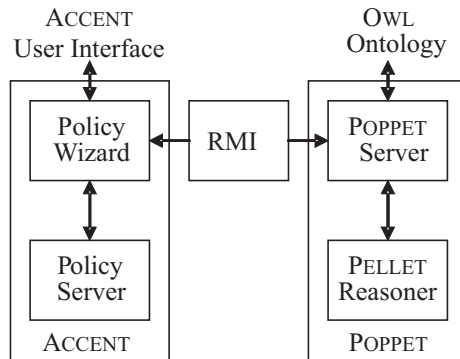 ACCENT
User Interface
OWL
Ontology
Policy
Wizard
RMI
POPPET
Server
Policy
Server
PELLET
Reasoner
ACCENT
POPPET